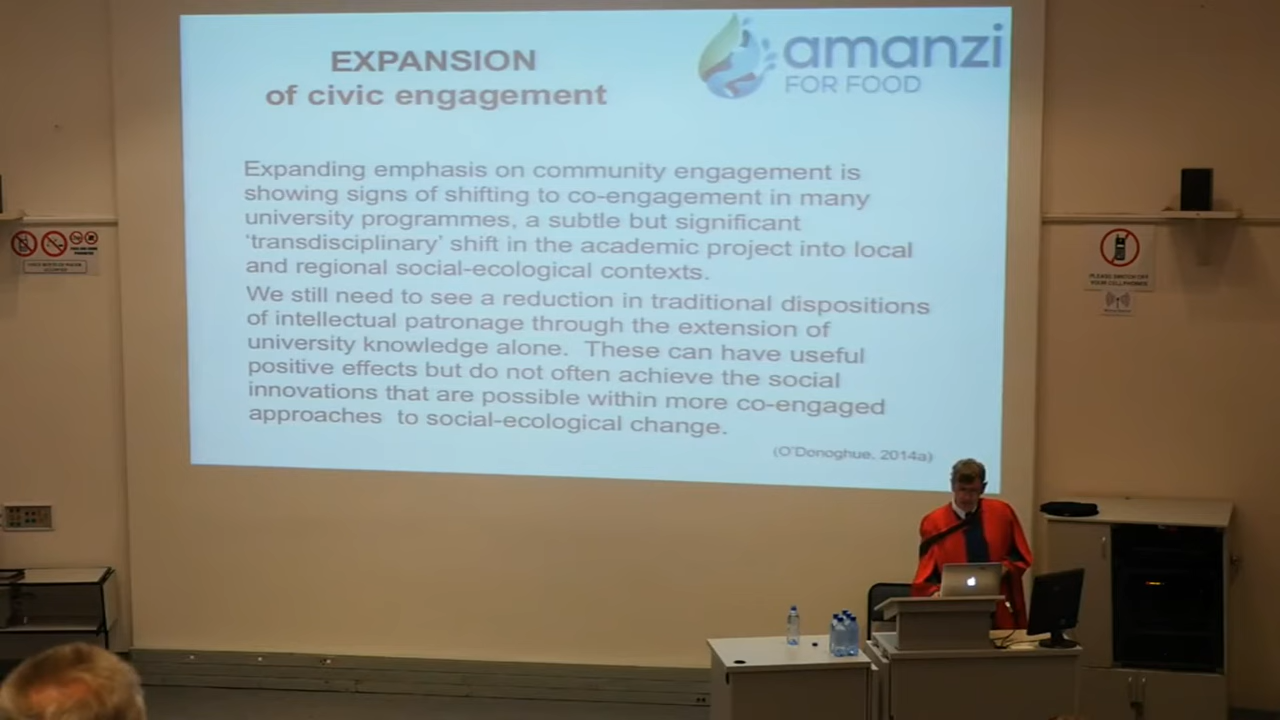 EXPANSION
of civic engagement
amanzi
FOR FOOD
Expanding emphasis on community engagement is
showing signs of shifting to co-engagement in many
university programmes, a subtle but significant
‘transdisciplinary’ shift in the academic project into local
and regional social-ecological contexts.
We still need to see a reduction in traditional dispositions
of intellectual patronage through the extension of
university knowledge alone. These can have useful
positive effects but do not often achieve the social
innovations that are possible within more co-engaged
approaches to social-ecological change.
(O'Donoghue, 2014a)
PLEASE SWITCH OFF
YOUR CELLPHONES